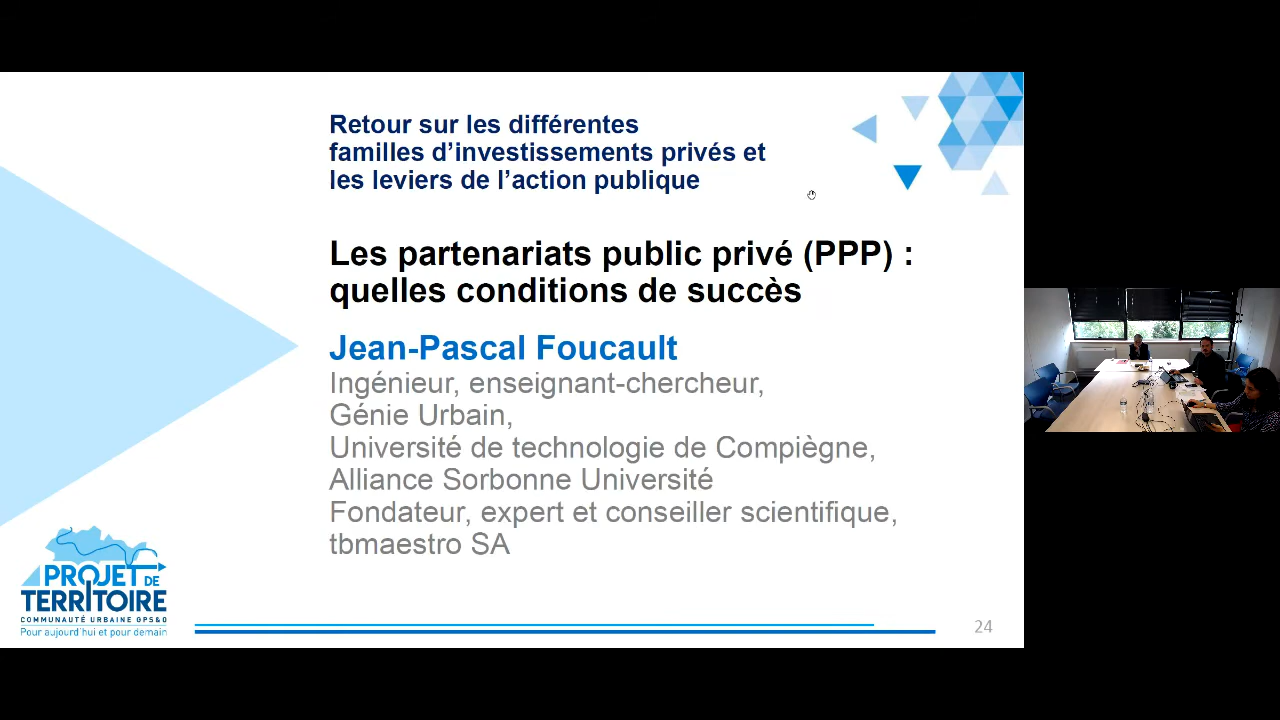 Retour sur les différentes
familles d’investissements privés et
les leviers de l’action publique
Les partenariats public privé (PPP) :
quelles conditions de succès
Jean-Pascal Foucault
Ingénieur, enseignant-chercheur,
Génie Urbain,
Université de technologie de Compiègne,
Alliance Sorbonne Université
Fondateur, expert et conseiller scientifique,
tbmaestro SA
PROJET DE
TERRITOIRE
COMMUNAUTÉ URBAINE GPS&O
Pour aujourd’hui et pour demain
24